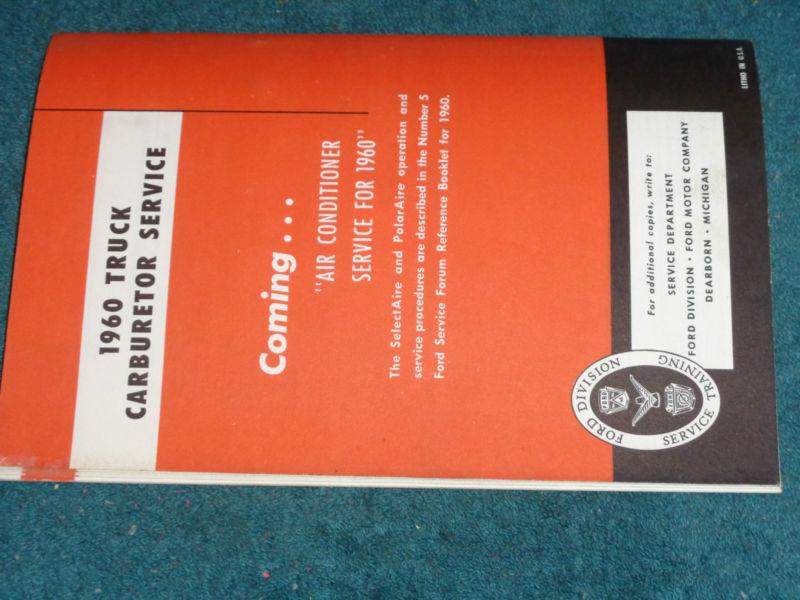 1960 TRUCK
CARBURETOR SERVICE
Coming...
"AIR CONDITIONER
SERVICE FOR 1960"
The SelectAire and PolarAire operation and
service procedures are described in the Number 5
Ford Service Forum Reference Booklet for 1960.
For additional copies, write to:
SERVICE DEPARTMENT
FORD DIVISION • FORD MOTOR COMPANY
DEARBORN • MICHIGAN
FORD DIVISION
SERVICE TRAINING
FORD
LITHO IN U.S.A.